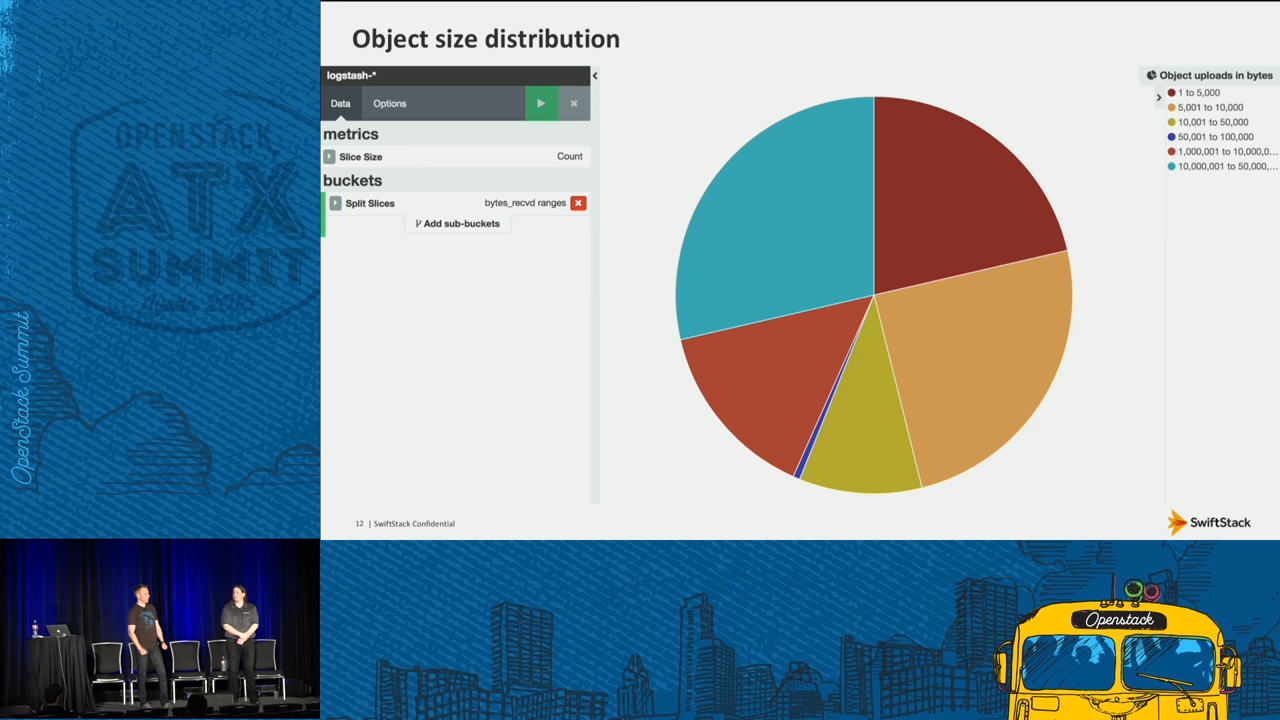 Object size distribution
logstash-*
Data
Options
metrics
Slice Size
Count
buckets
Split Slices
bytes_recvd ranges
Add sub-buckets
Object uploads in bytes
1 to 5,000
5,001 to 10,000
10,001 to 50,000
50,001 to 100,000
1,000,001 to 10,000,0...
10,000,001 to 50,000,...
12 | SwiftStack Confidential
SwiftStack
OPENSTACK
ATX
SUMMIT
Austin 2016
OpenStack Summit
Openstack